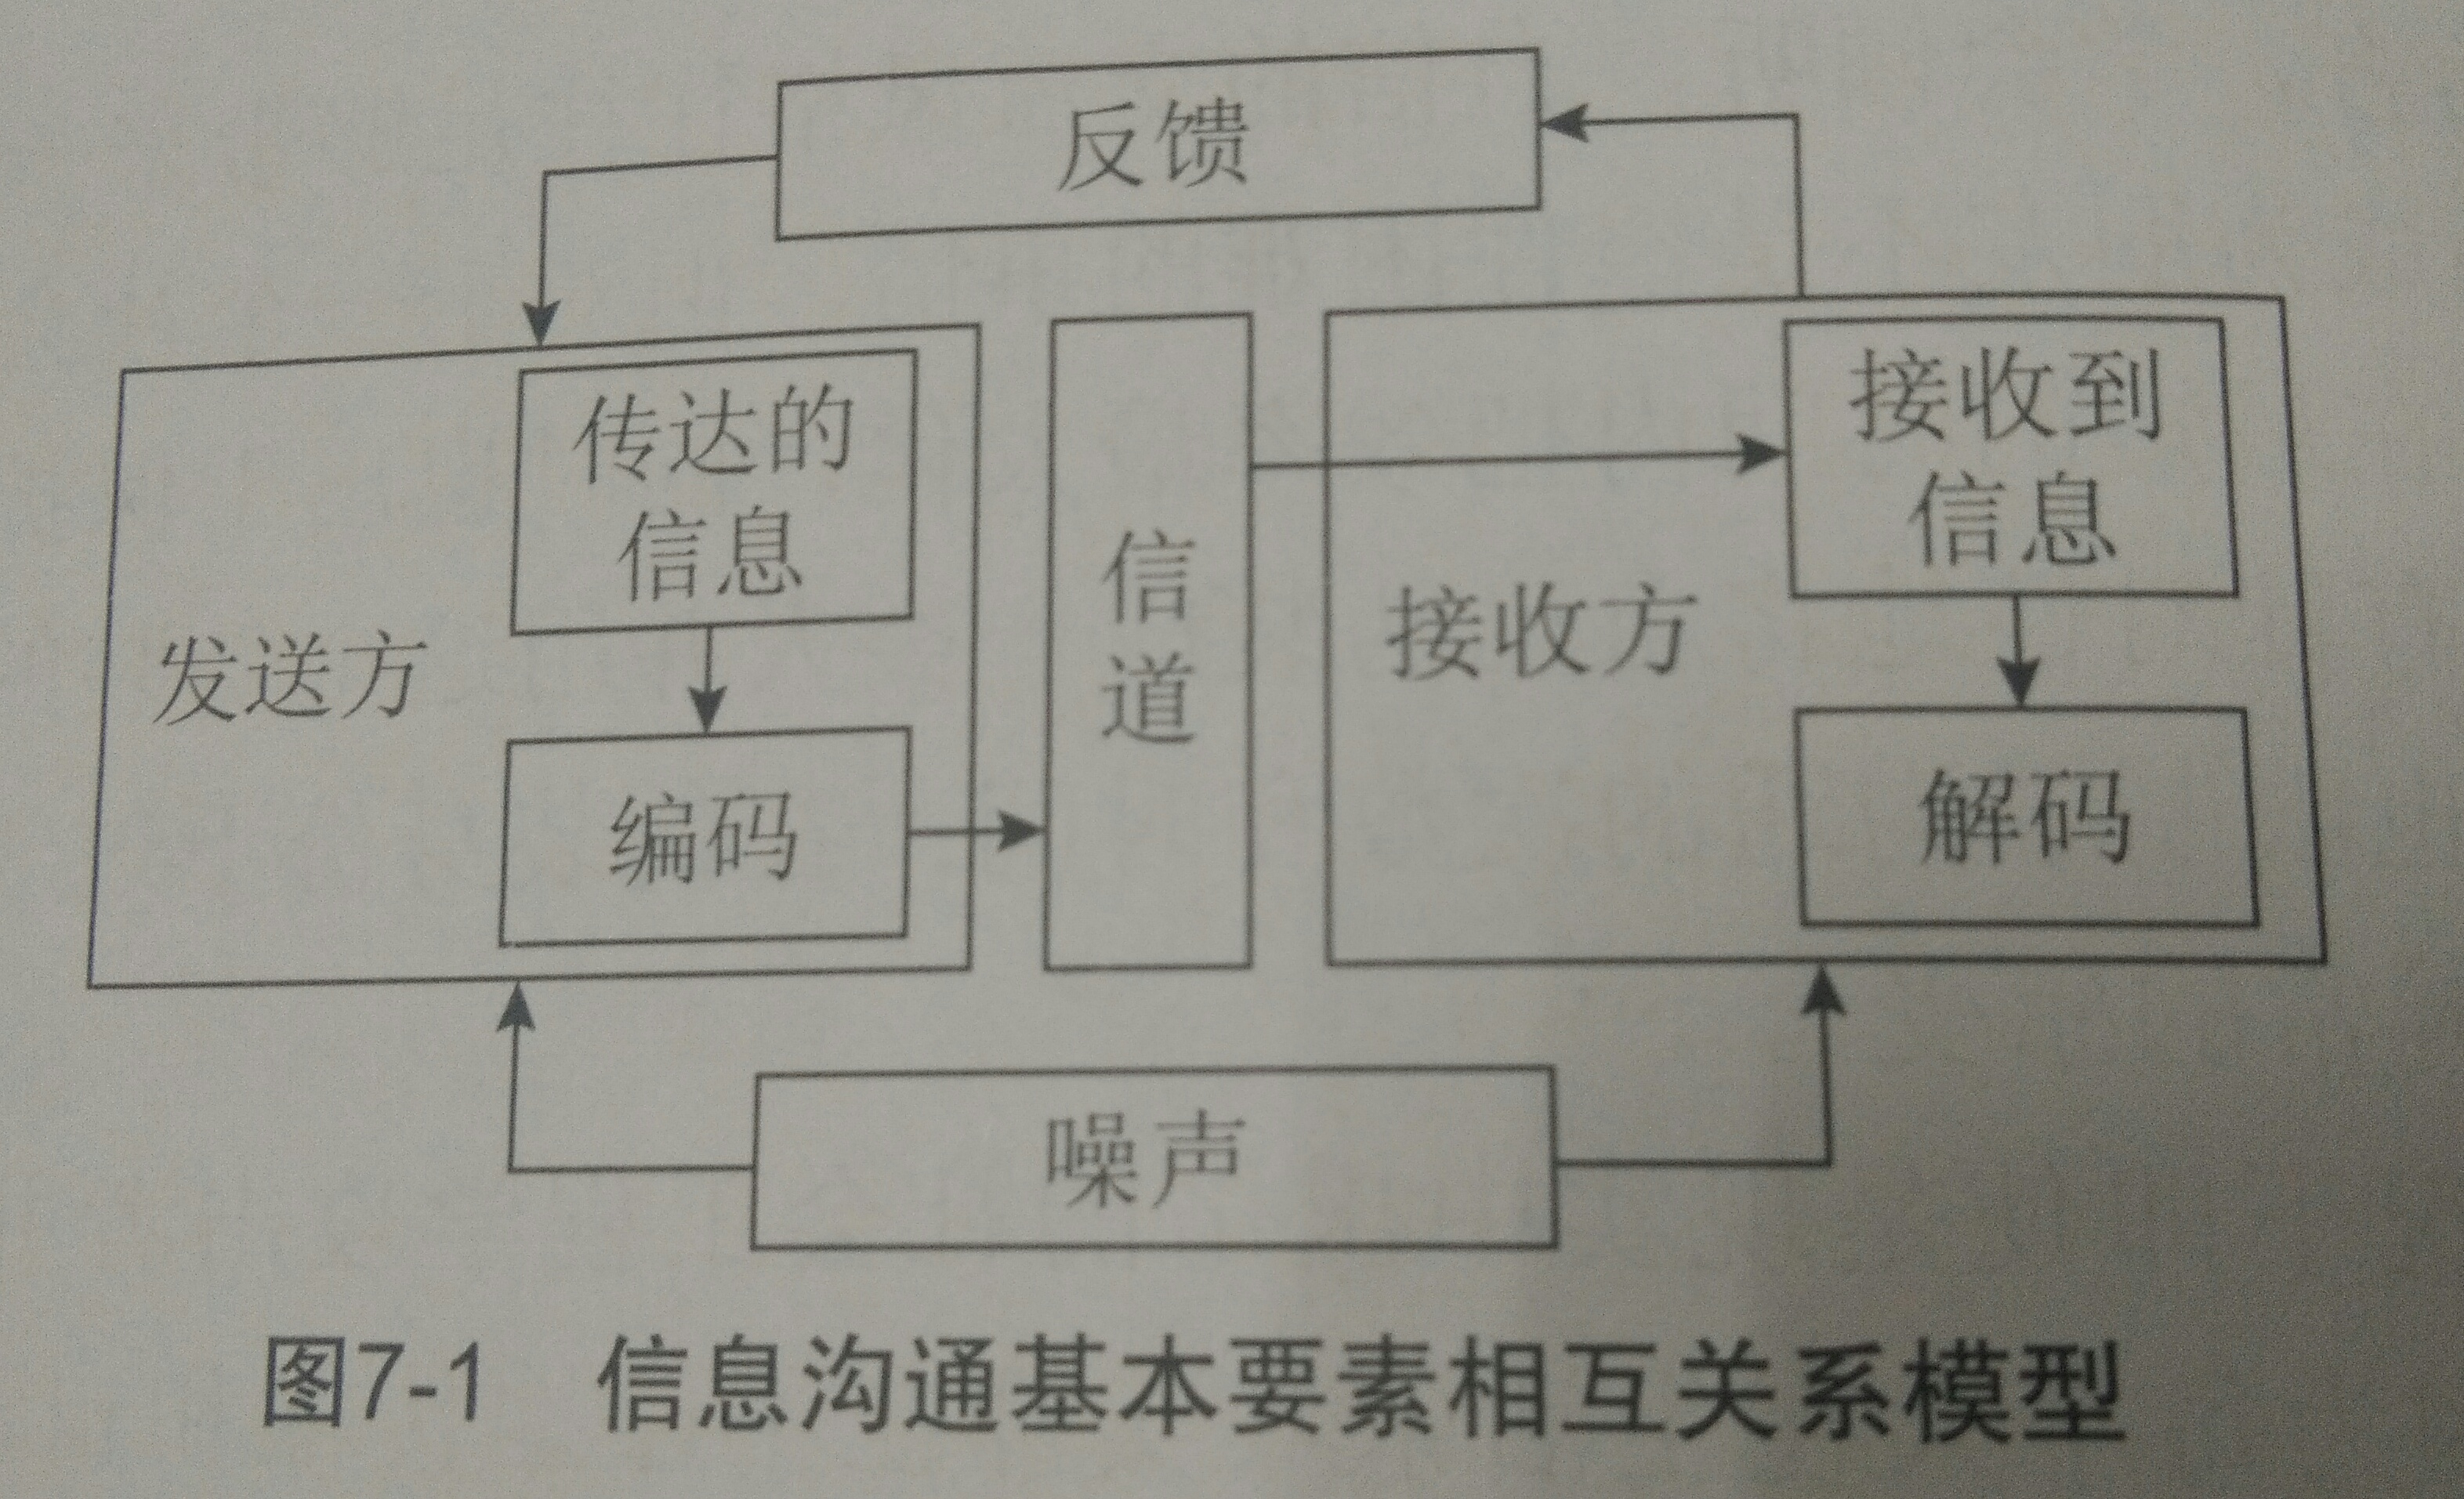 反馈
传达的
信息
发送方
编码
信
道
接收方
接收到
信息
解码
噪声
图7-1 信息沟通基本要素相互关系模型